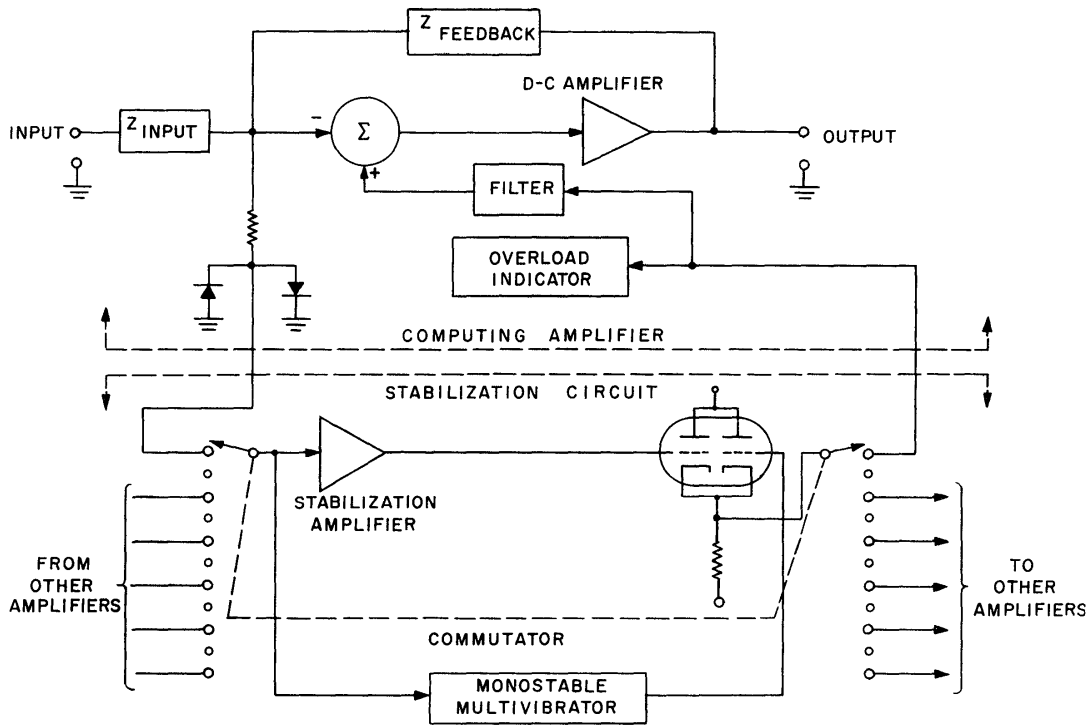 Z FEEDBACK
D-C AMPLIFIER
INPUT
Z INPUT
-
Σ
+
OUTPUT
FILTER
OVERLOAD
INDICATOR
COMPUTING AMPLIFIER
STABILIZATION CIRCUIT
STABILIZATION
AMPLIFIER
FROM
OTHER
AMPLIFIERS
TO
OTHER
AMPLIFIERS
COMMUTATOR
MONOSTABLE
MULTIVIBRATOR